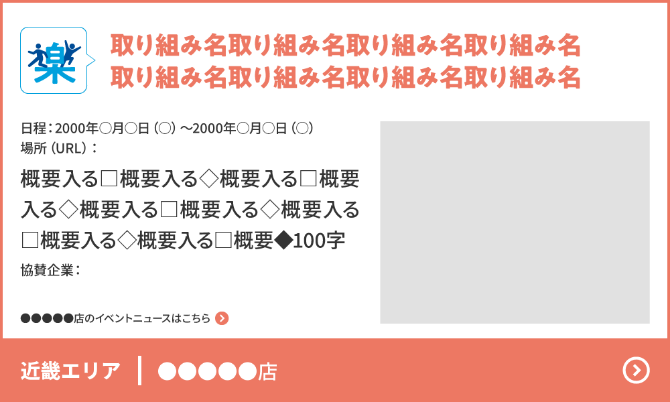 楽
取り組み名取り組み名取り組み名取り組み名
取り組み名取り組み名取り組み名取り組み名
日程：2000年○月○日（○）～2000年○月○日（○）
場所（URL）：
概要入る□概要入る◇概要入る□概要
入る◇概要入る□概要入る◇概要入る
□概要入る◇概要入る□概要◆100字
協賛企業：
●●●●●店のイベントニュースはこちら
近畿エリア｜●●●●●店